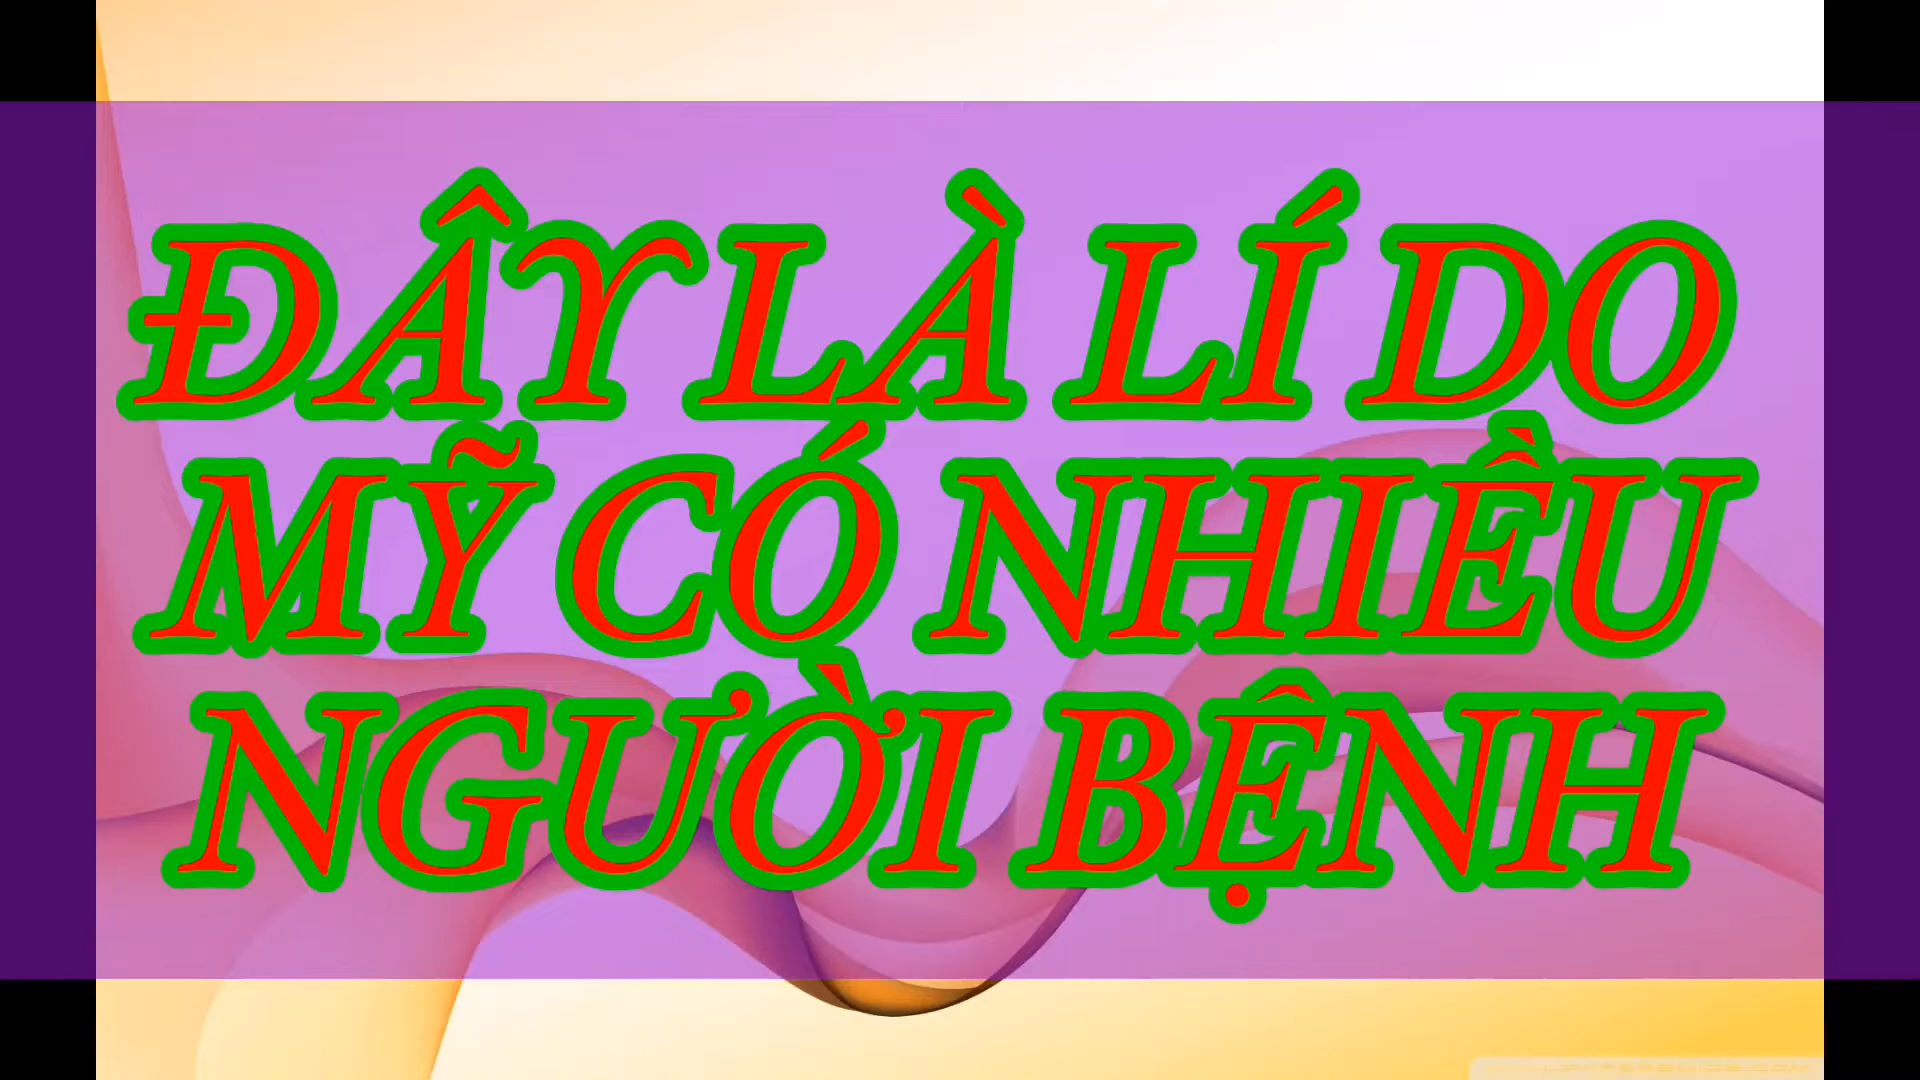 ĐÂY LÀ LÍ DO
MỸ CÓ NHIỀU
NGƯỜI BỆNH